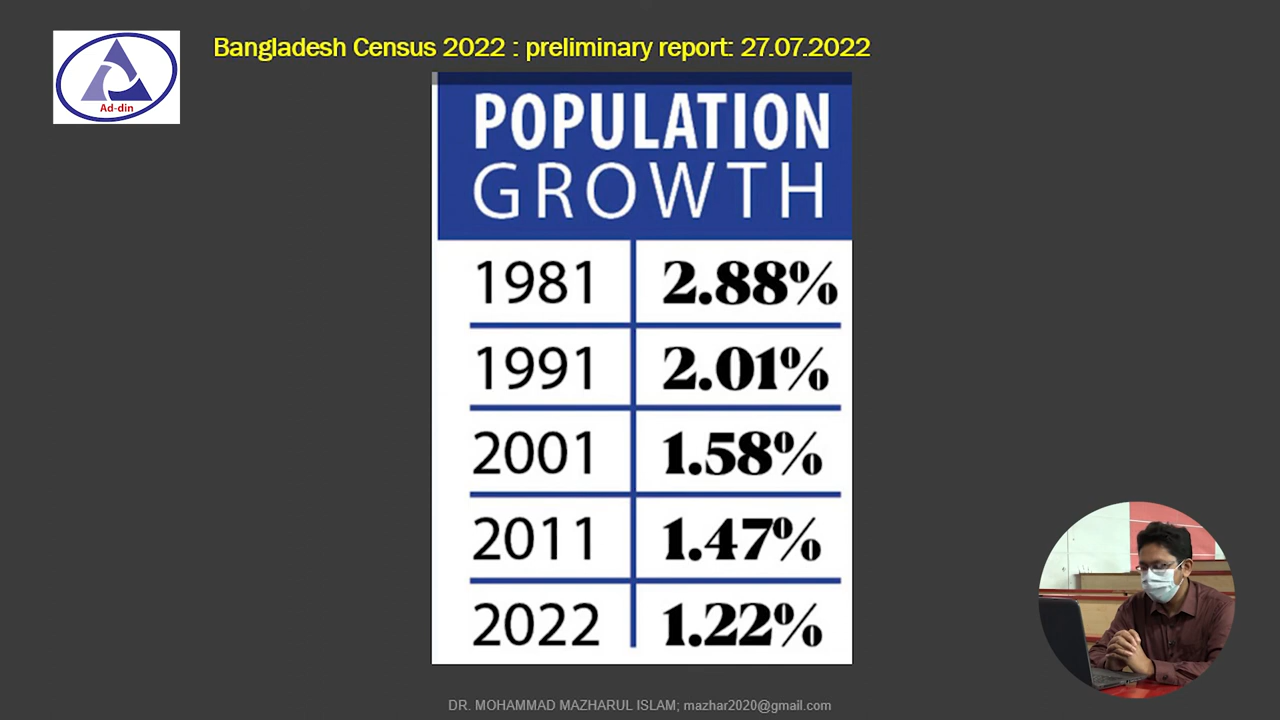 Bangladesh Census 2022 : preliminary report: 27.07.2022
Ad-din
POPULATION
GROWTH
1981 2.88%
1991 2.01%
2001 1.58%
2011 1.47%
2022 1.22%
DR. MOHAMMAD MAZHARUL ISLAM; mazhar2020@gmail.com